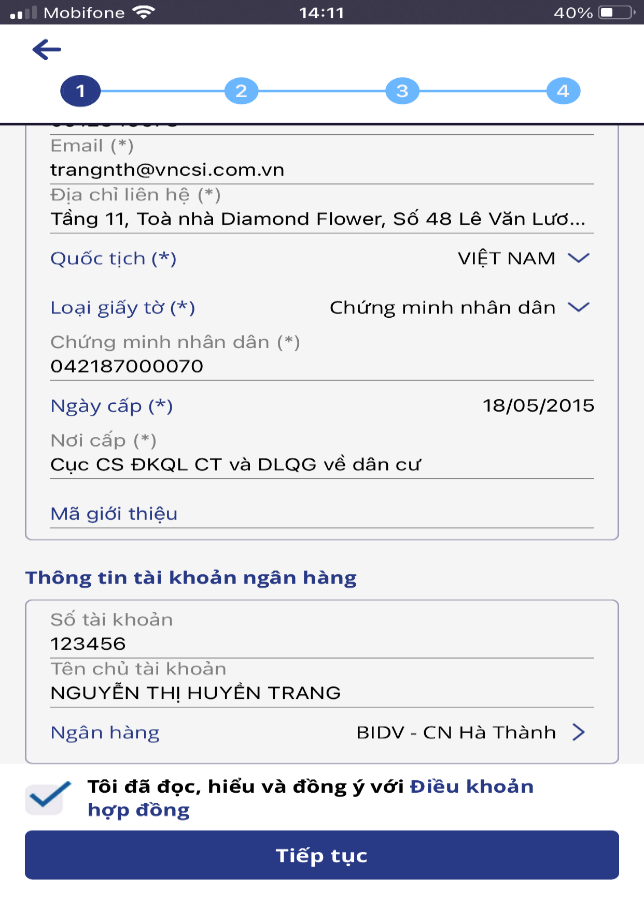 Mobifone 14:11 40%
1 2 3 4
Email (*)
trangnth@vncsi.com.vn
Địa chỉ liên hệ (*)
Tầng 11, Toà nhà Diamond Flower, Số 48 Lê Văn Lươ...
Quốc tịch (*) VIỆT NAM
Loại giấy tờ (*) Chứng minh nhân dân
Chứng minh nhân dân (*)
042187000070
Ngày cấp (*) 18/05/2015
Nơi cấp (*)
Cục CS ĐKQL CT và DLQG về dân cư
Mã giới thiệu
Thông tin tài khoản ngân hàng
Số tài khoản
123456
Tên chủ tài khoản
NGUYỄN THỊ HUYỀN TRANG
Ngân hàng BIDV - CN Hà Thành
Tôi đã đọc, hiểu và đồng ý với Điều khoản
hợp đồng
Tiếp tục